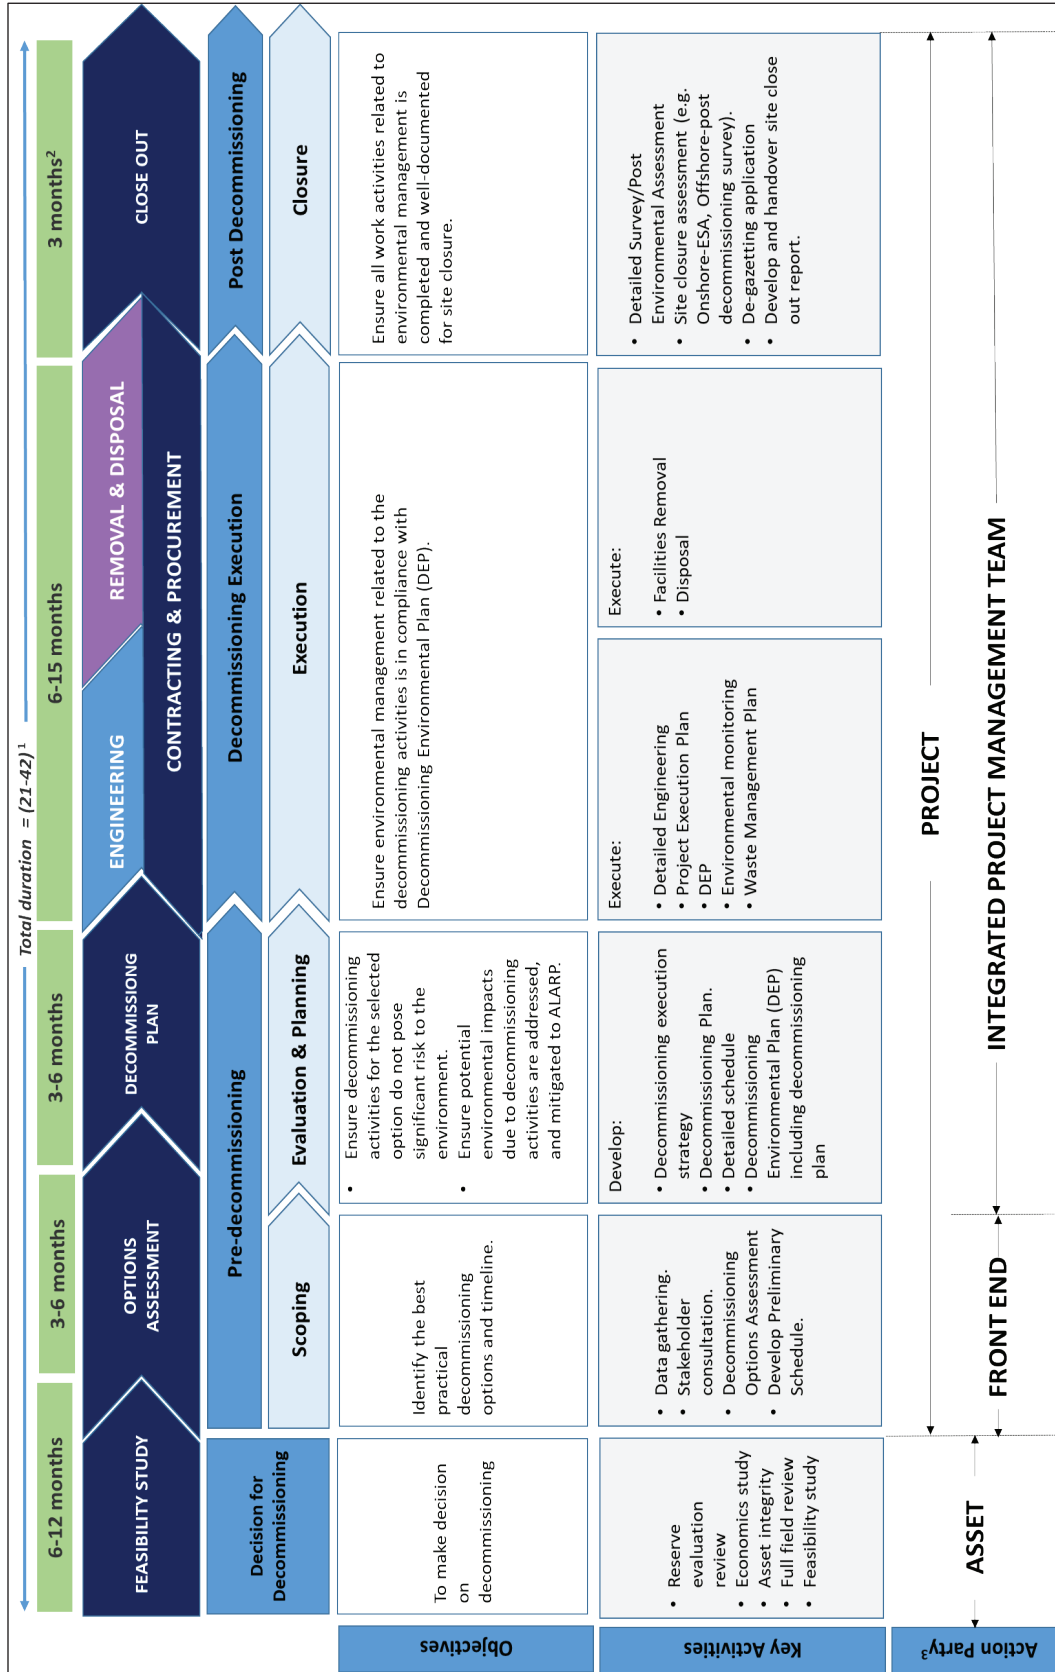 Total duration = (21-42)¹
6-12 months
3-6 months
3-6 months
6-15 months
3 months²
FEASIBILITY STUDY
OPTIONS
ASSESSMENT
DECOMMISSIONG
PLAN
ENGINEERING
REMOVAL & DISPOSAL
CONTRACTING & PROCUREMENT
CLOSE OUT
Decision for
Decommissioning
Pre-decommissioning
Decommissioning Execution
Post Decommissioning
Scoping
Evaluation & Planning
Execution
Closure
Objectives
To make decision
on
decommissioning
Identify the best
practical
decommissioning
options and timeline.
• Ensure decommissioning
activities for the selected
option do not pose
significant risk to the
environment.
• Ensure potential
environmental impacts
due to decommissioning
activities are addressed,
and mitigated to ALARP.
Ensure environmental management related to the
decommissioning activities is in compliance with
Decommissioning Environmental Plan (DEP).
Ensure all work activities related to
environmental management is
completed and well-documented
for site closure.
Key Activities
• Reserve
evaluation
review
• Economics study
• Asset integrity
• Full field review
• Feasibility study
• Data gathering.
• Stakeholder
consultation.
• Decommissioning
Options Assessment
• Develop Preliminary
Schedule.
Develop:
• Decommissioning execution
strategy
• Decommissioning Plan.
• Detailed schedule
• Decommissioning
Environmental Plan (DEP)
including decommissioning
plan
Execute:
• Detailed Engineering
• Project Execution Plan
• DEP
• Environmental monitoring
• Waste Management Plan
Execute:
• Facilities Removal
• Disposal
• Detailed Survey/Post
Environmental Assessment
• Site closure assessment (e.g.
Onshore-ESA, Offshore-post
decommissioning survey).
• De-gazetting application
• Develop and handover site close
out report.
Action Party³
ASSET
FRONT END
PROJECT
INTEGRATED PROJECT MANAGEMENT TEAM